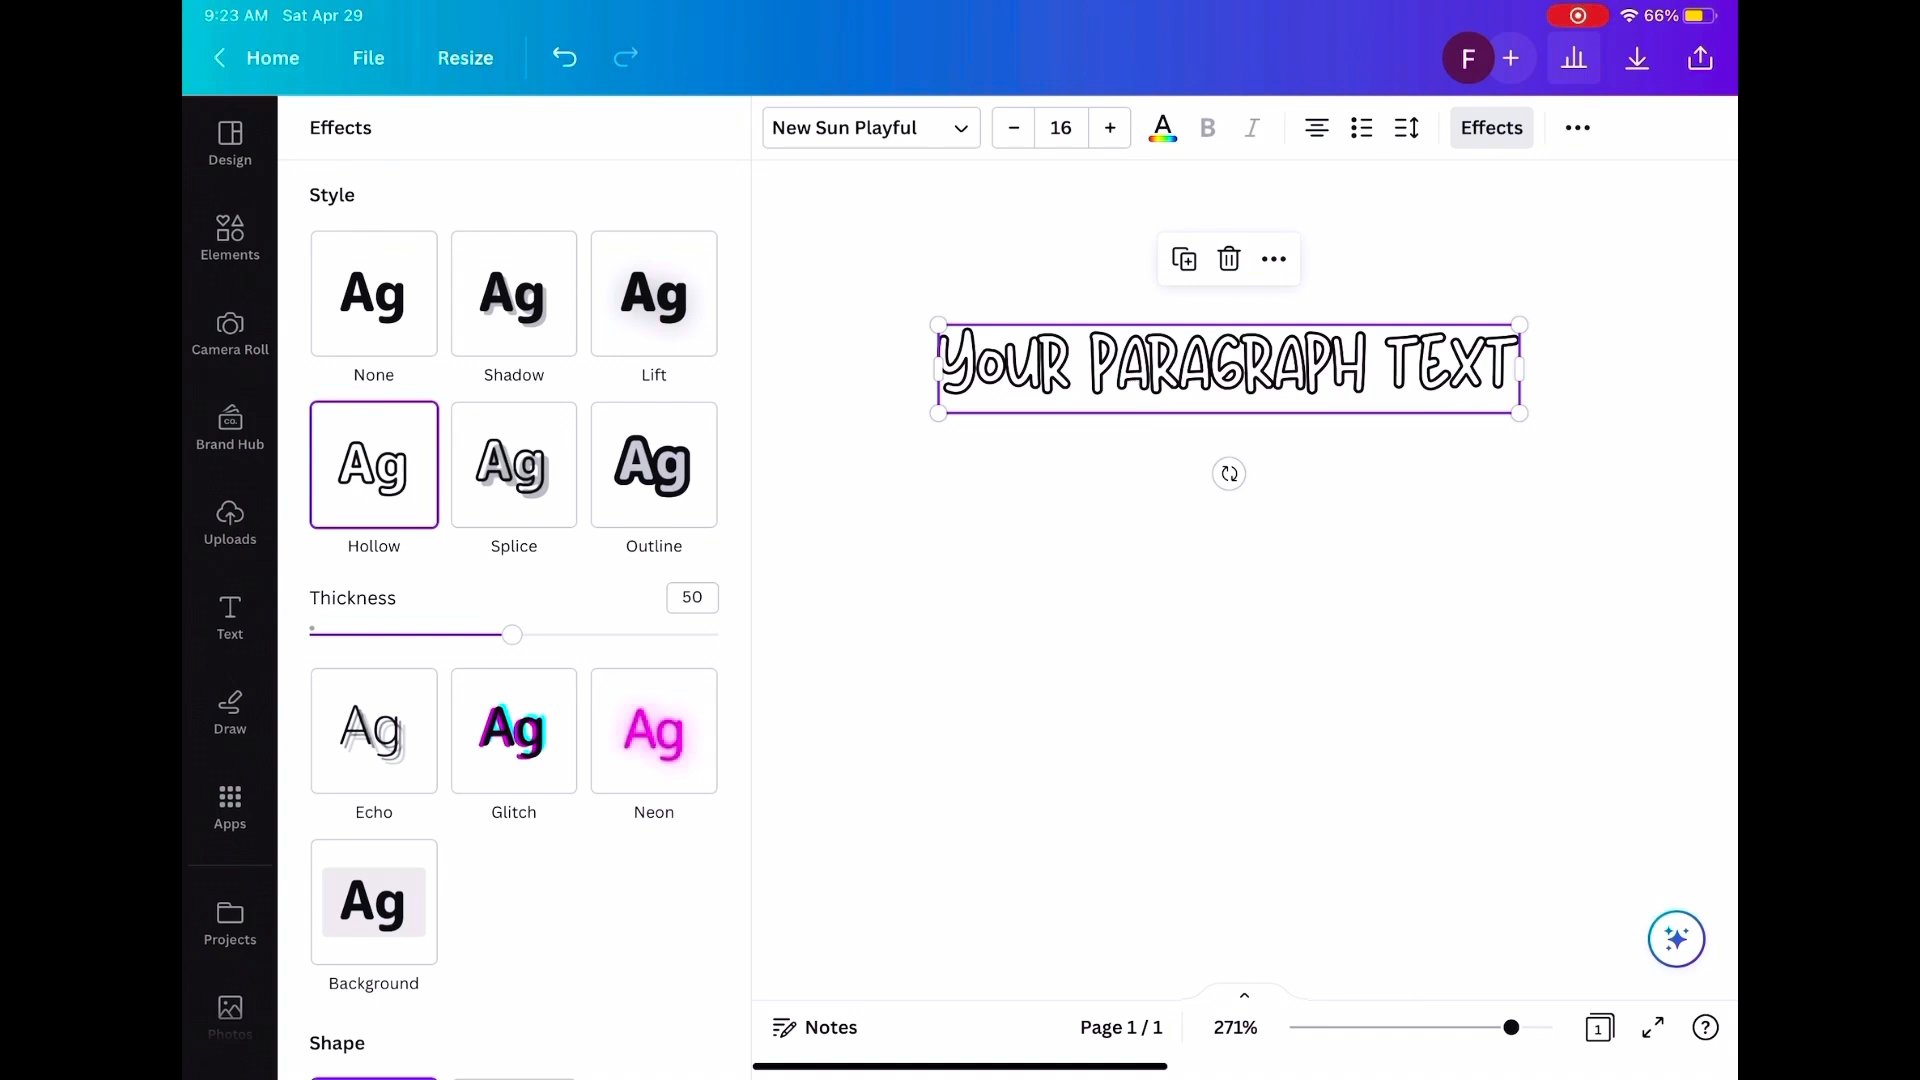 9:23 AM Sat Apr 29
66%
Home File Resize
F
Design
Elements
Camera Roll
CO.
Brand Hub
Uploads
Text
Draw
Apps
Projects
Photos
Effects
Style
Ag Ag Ag
None Shadow Lift
Ag Ag Ag
Hollow Splice Outline
Thickness 50
Ag Ag Ag
Echo Glitch Neon
Ag
Background
Shape
New Sun Playful − 16 + A B I Effects
YOUR PARAGRAPH TEXT
Notes Page 1 / 1 271% 1 ?